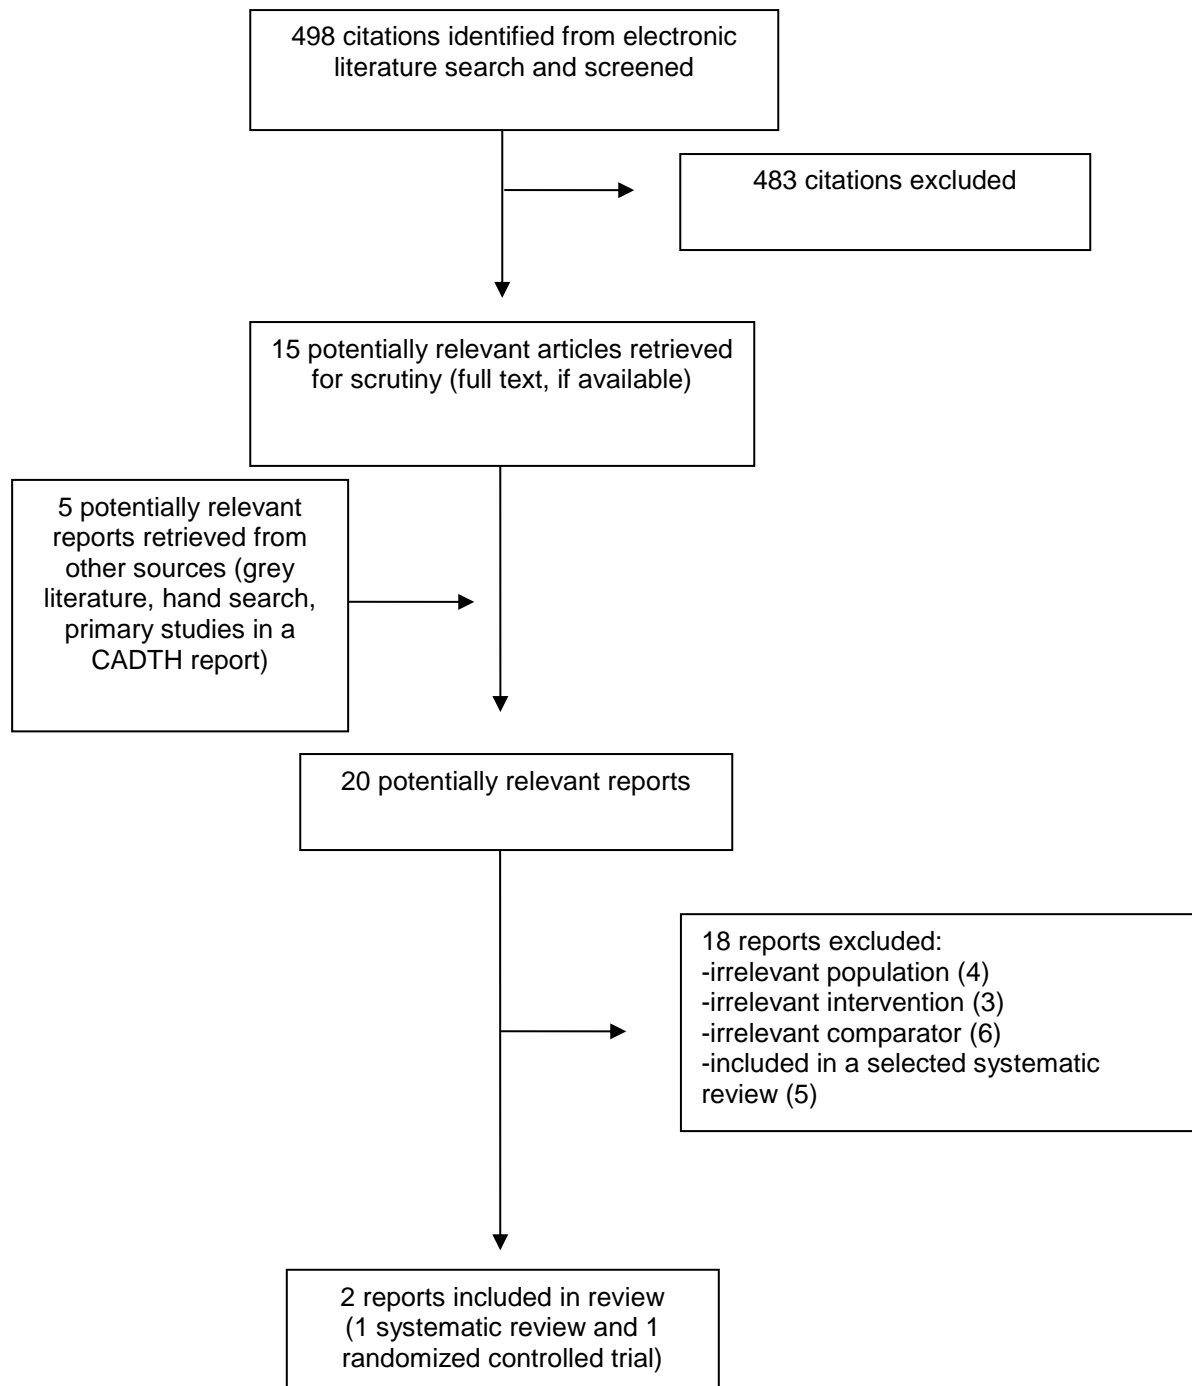 498 citations identified from electronic
literature search and screened
483 citations excluded
15 potentially relevant articles retrieved
for scrutiny (full text, if available)
5 potentially relevant
reports retrieved from
other sources (grey
literature, hand search,
primary studies in a
CADTH report)
20 potentially relevant reports
18 reports excluded:
-irrelevant population (4)
-irrelevant intervention (3)
-irrelevant comparator (6)
-included in a selected systematic
review (5)
2 reports included in review
(1 systematic review and 1
randomized controlled trial)